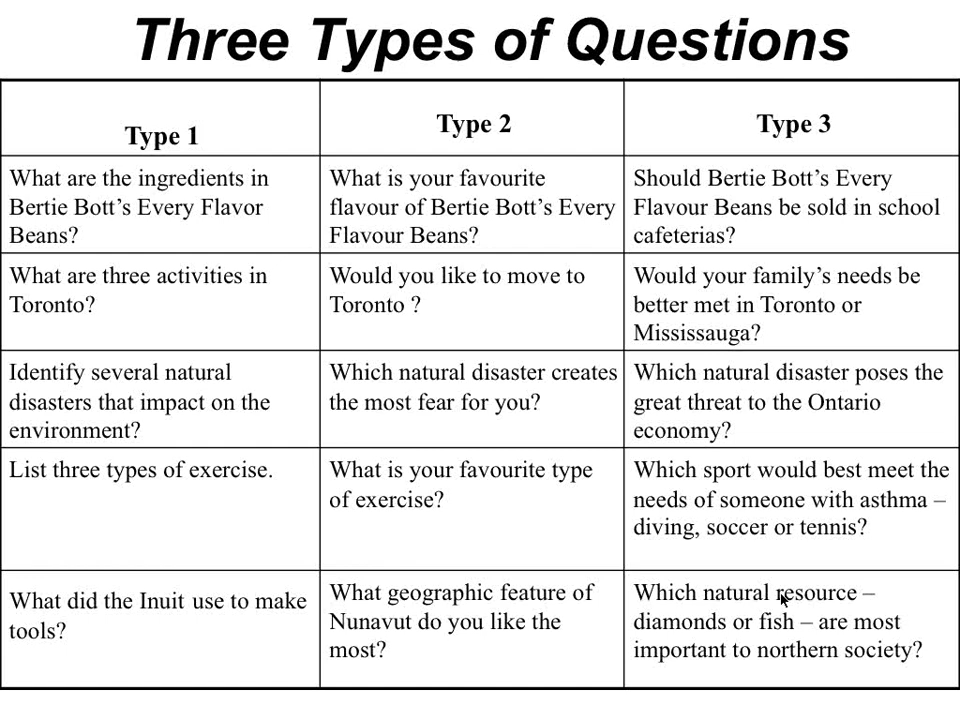 Three Types of Questions
Type 1
Type 2
Type 3
What are the ingredients in
Bertie Bott's Every Flavor
Beans?
What is your favourite
flavour of Bertie Bott's Every
Flavour Beans?
Should Bertie Bott's Every
Flavour Beans be sold in school
cafeterias?
What are three activities in
Toronto?
Would you like to move to
Toronto ?
Would your family's needs be
better met in Toronto or
Mississauga?
Identify several natural
disasters that impact on the
environment?
Which natural disaster creates
the most fear for you?
Which natural disaster poses the
great threat to the Ontario
economy?
List three types of exercise.
What is your favourite type
of exercise?
Which sport would best meet the
needs of someone with asthma –
diving, soccer or tennis?
What did the Inuit use to make
tools?
What geographic feature of
Nunavut do you like the
most?
Which natural resource –
diamonds or fish – are most
important to northern society?